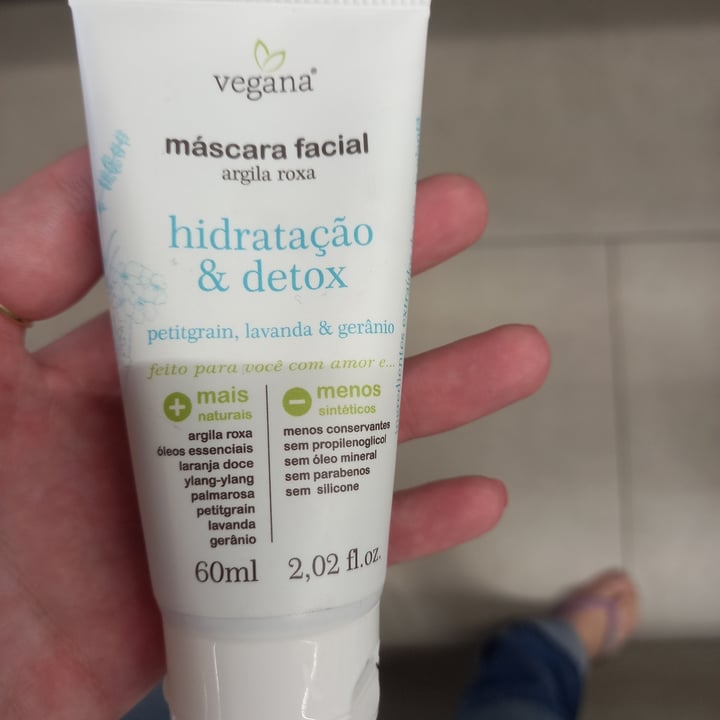 vegana®
máscara facial
argila roxa
hidratação
& detox
petitgrain, lavanda & gerânio
feito para você com amor e...
+ mais
naturais
argila roxa
óleos essenciais
laranja doce
ylang-ylang
palmarosa
petitgrain
lavanda
gerânio
- menos
sintéticos
menos conservantes
sem propilenoglicol
sem óleo mineral
sem parabenos
sem silicone
60ml 2,02 fl.oz.
ingredientes